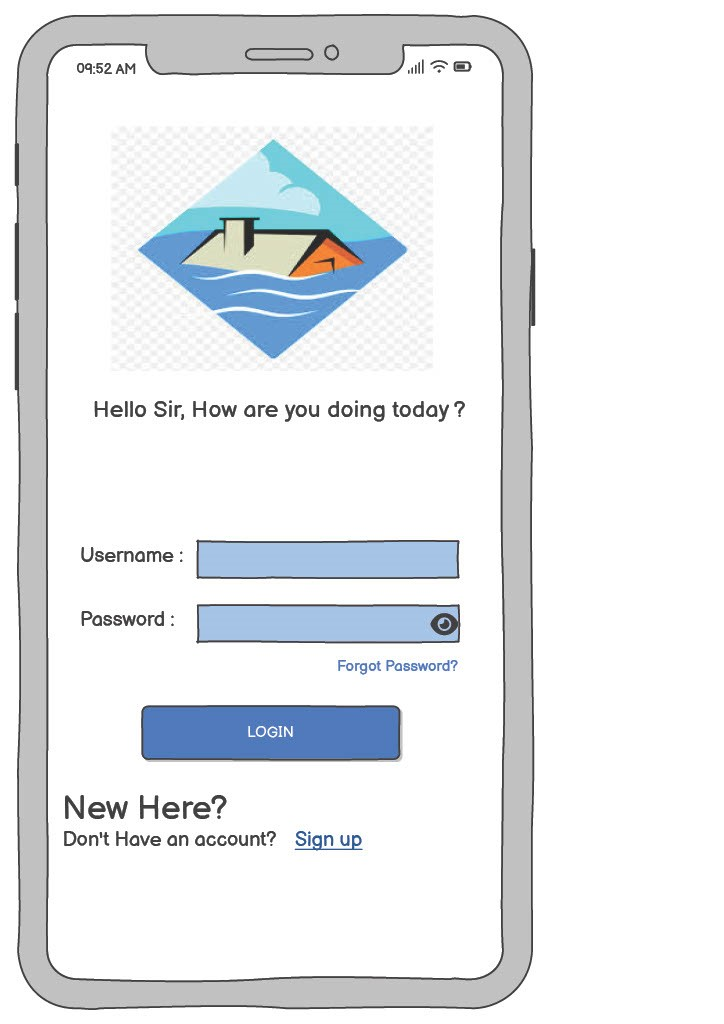 09:52 AM
Hello Sir, How are you doing today ?
Username :
Password :
Forgot Password?
LOGIN
New Here?
Don't Have an account? Sign up